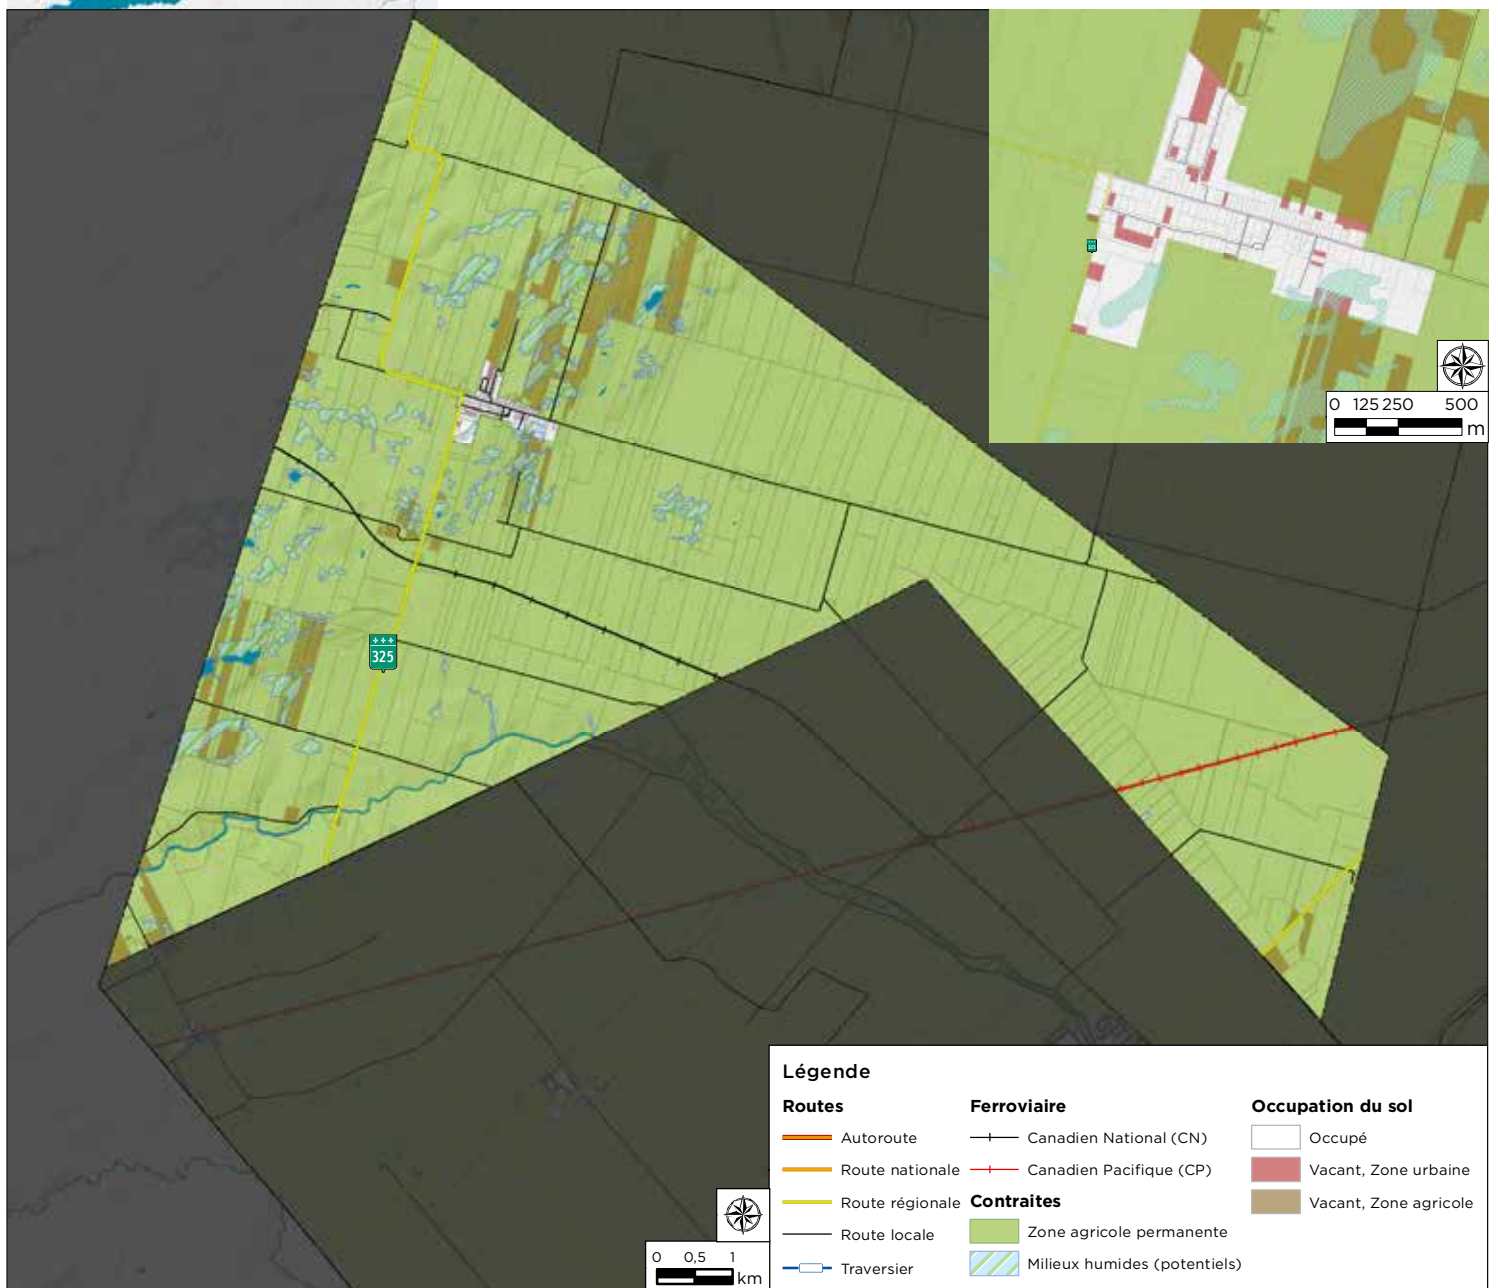 325
0 125 250 500
m
325
Légende
Routes
Autoroute
Route nationale
Route régionale
Route locale
Traversier
Ferroviaire
Canadien National (CN)
Canadien Pacifique (CP)
Contraites
Zone agricole permanente
Milieux humides (potentiels)
Occupation du sol
Occupé
Vacant, Zone urbaine
Vacant, Zone agricole
0 0,5 1
km